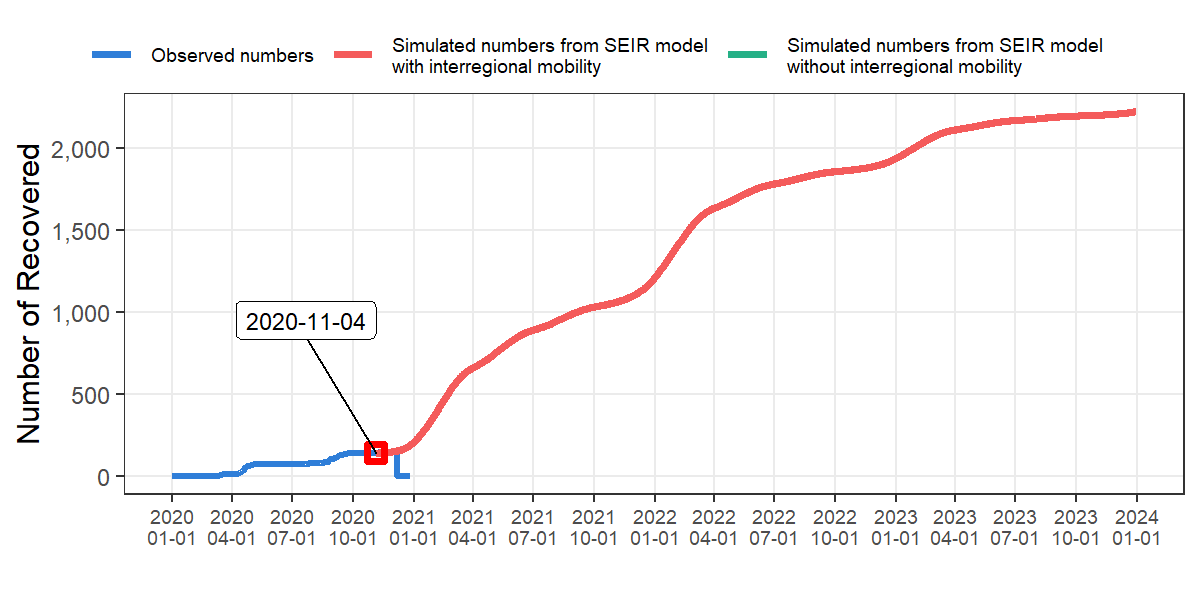 Observed numbers
Simulated numbers from SEIR model
with interregional mobility
Simulated numbers from SEIR model
without interregional mobility
Number of Recovered
2,000
1,500
1,000
500
0
2020-11-04
2020 2020 2020 2020 2021 2021 2021 2021 2022 2022 2022 2022 2023 2023 2023 2023 2024
01-01 04-01 07-01 10-01 01-01 04-01 07-01 10-01 01-01 04-01 07-01 10-01 01-01 04-01 07-01 10-01 01-01